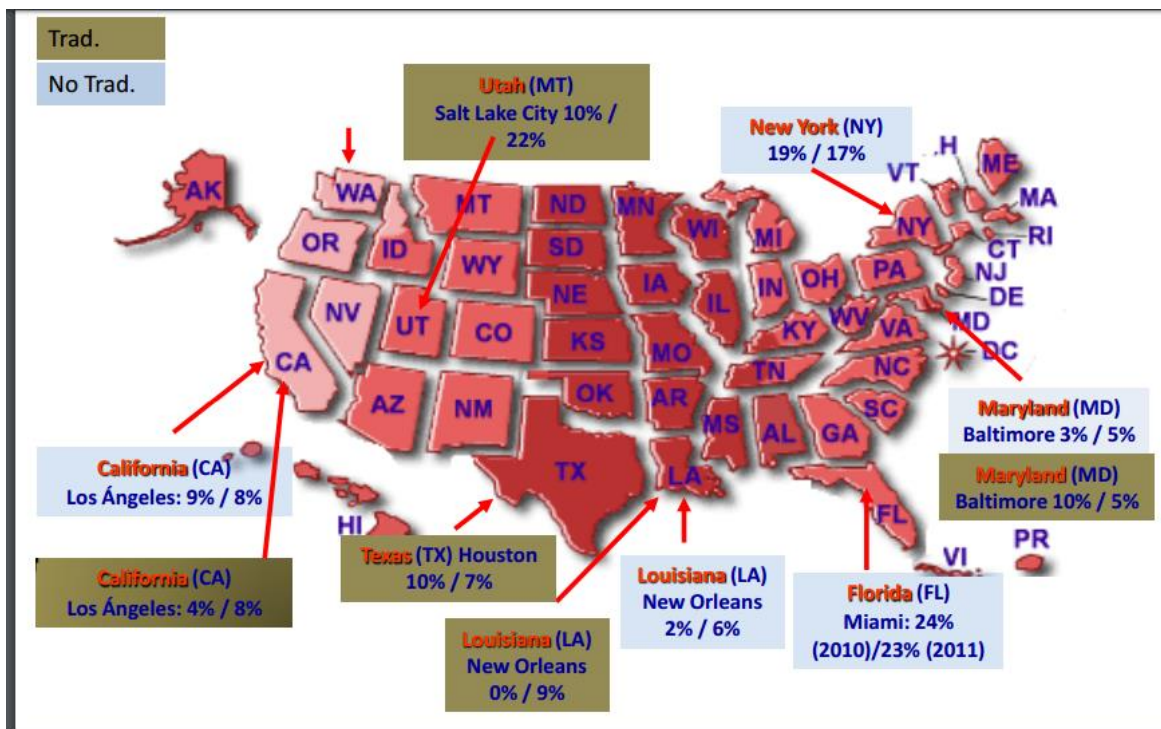 Trad.
No Trad.
Utah (MT)
Salt Lake City 10% /
22%
New York (NY)
19% / 17%
.H
VT
ME
AK
WA
MT
ND
MN
MA
OR
ID
SD
WI
MI
NY
RI
CT
WY
NE
IA
PA
NJ
NV
UT
CO
IL
IN
OH
DE
WV
MD
CA
KS
MO
KY
VA
DC
AZ
NM
OK
AR
TN
NC
MS
AL
GA
SC
TX
LA
Maryland (MD)
Baltimore 3% / 5%
Maryland (MD)
Baltimore 10% / 5%
California (CA)
Los Ángeles: 9% / 8%
HI
FL
PR
VI
California (CA)
Los Ángeles: 4% / 8%
Texas (TX) Houston
10% / 7%
Louisiana (LA)
New Orleans
2% / 6%
Louisiana (LA)
New Orleans
0% / 9%
Florida (FL)
Miami: 24%
(2010)/23% (2011)